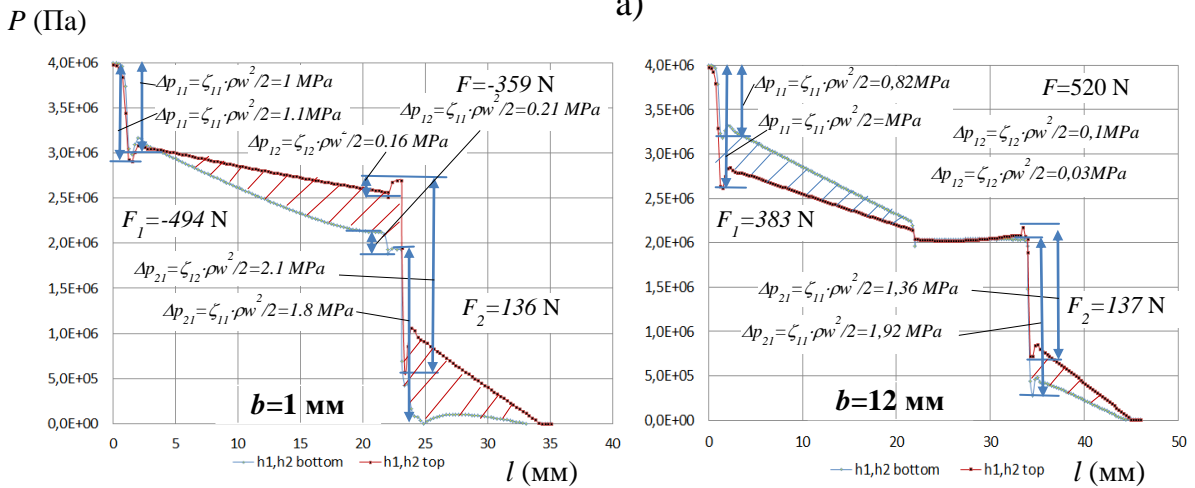 а)
P (Па)
4,0E+06
3,5E+06
3,0E+06
2,5E+06
2,0E+06
1,5E+06
1,0E+06
5,0E+05
0,0E+00
Δp₁₁=ζ₁₁·ρw²/2=1 MPa
Δp₁₁=ζ₁₁·ρw²/2=1,1MPa
F=-359 N
Δp₁₂=ζ₁₁·ρw²/2=0.21 MPa
Δp₁₂=ζ₁₂·ρw²/2=0.16 MPa
F₁=-494 N
Δp₂₁=ζ₁₂·ρw²/2=2.1 MPa
Δp₂₁=ζ₁₁·ρw²/2=1.8 MPa
F₂=136 N
b=1 мм
0 5 10 15 20 25 30 35 40
h1,h2 bottom h1,h2 top l (мм)
4,0E+06
3,5E+06
3,0E+06
2,5E+06
2,0E+06
1,5E+06
1,0E+06
5,0E+05
0,0E+00
Δp₁₁=ζ₁₁·ρw²/2=0,82MPa
Δp₁₁=ζ₁₁·ρw²/2=MPa
F=520 N
Δp₁₂=ζ₁₂·ρw²/2=0,1MPa
Δp₁₂=ζ₁₂·ρw²/2=0,03MPa
F₁=383 N
Δp₂₁=ζ₁₁·ρw²/2=1,36 MPa
Δp₂₁=ζ₁₁·ρw²/2=1,92 MPa
F₂=137 N
b=12 мм
0 10 20 30 40 50
h1,h2 bottom h1,h2 top l (мм)